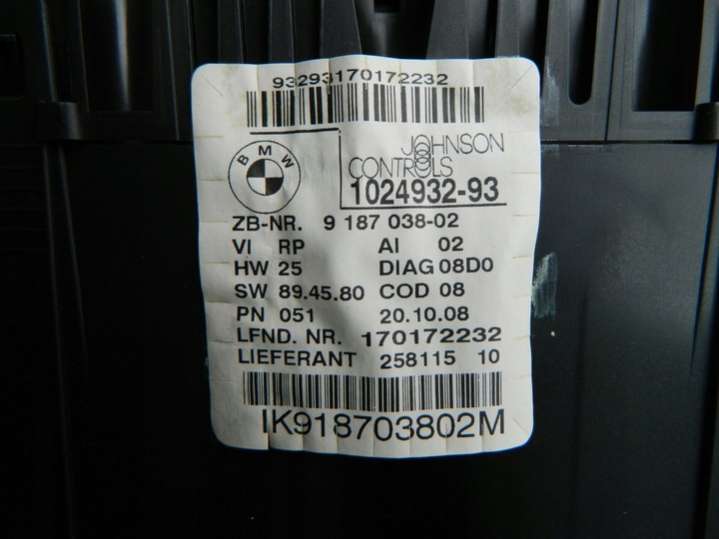 93293170172232
BMW
JOHNSON
CONTROLS
1024932-93
ZB-NR. 9 187 038-02
VI RP AI 02
HW 25 DIAG 08D0
SW 89.45.80 COD 08
PN 051 20.10.08
LFND. NR. 170172232
LIEFERANT 258115 10
IK918703802M